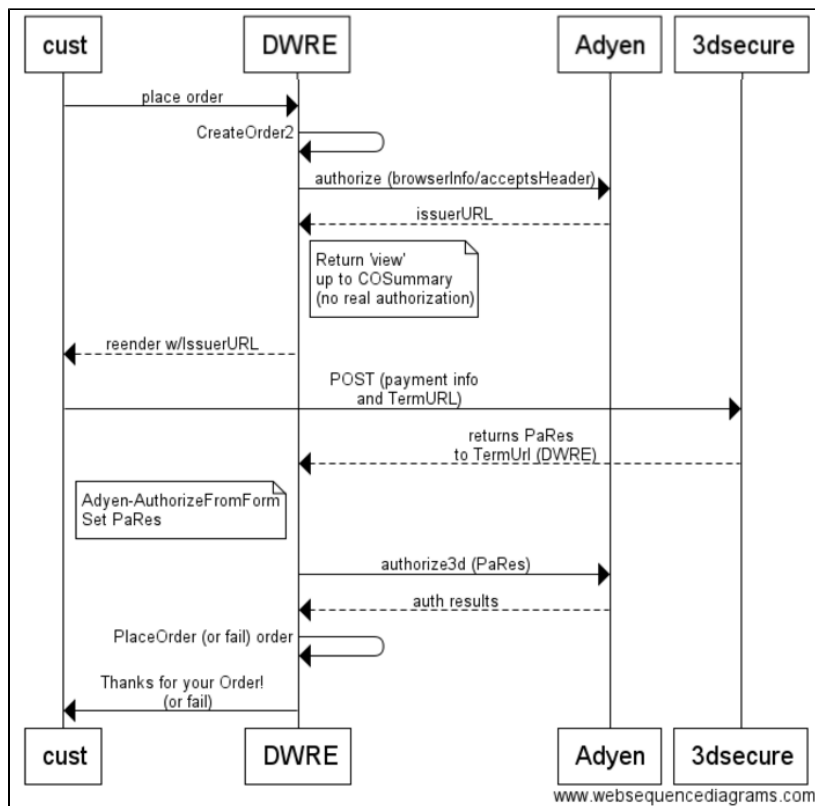 cust DWRE Adyen 3dsecure
place order
CreateOrder2
authorize (browserInfo/acceptsHeader)
issuerURL
Return 'view'
up to COSummary
(no real authorization)
reender w/IssuerURL
POST (payment info
and TermURL)
returns PaRes
to TermUrl (DWRE)
Adyen-AuthorizeFromForm
Set PaRes
authorize3d (PaRes)
auth results
PlaceOrder (or fail) order
Thanks for your Order!
(or fail)
cust DWRE Adyen 3dsecure
www.websequencediagrams.com